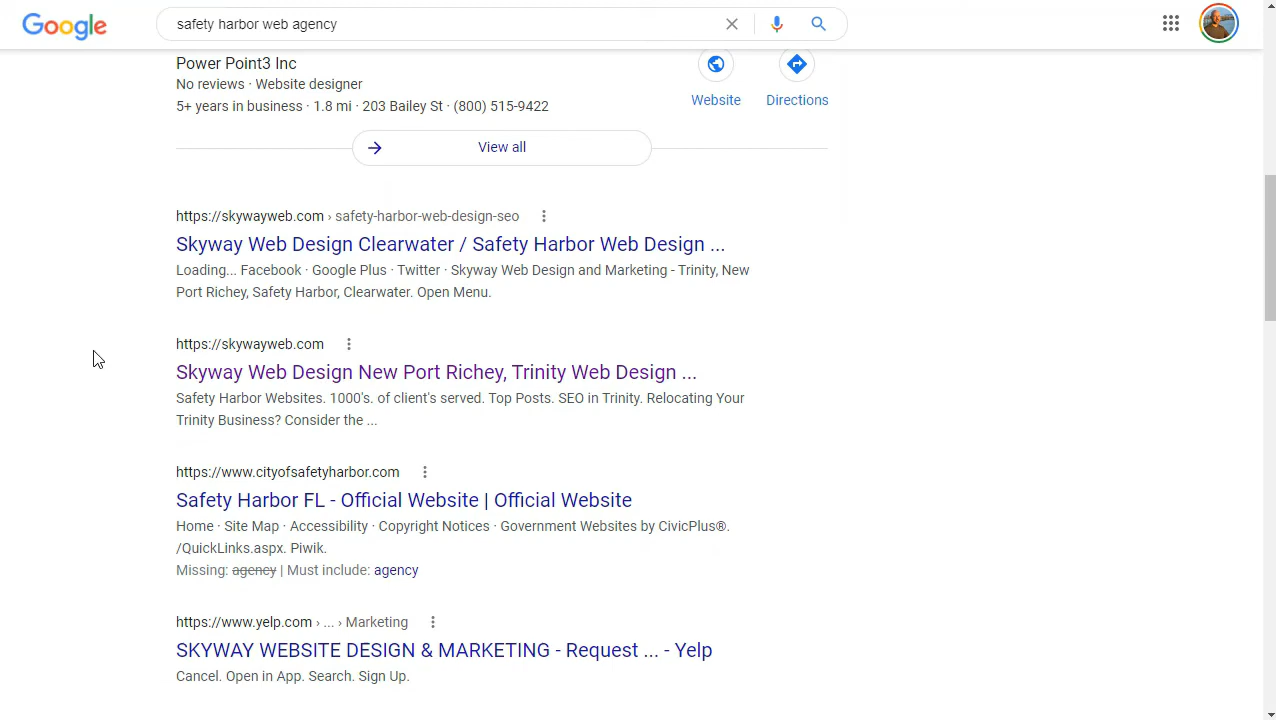 Google
safety harbor web agency
Power Point3 Inc
No reviews · Website designer
5+ years in business · 1.8 mi · 203 Bailey St · (800) 515-9422
Website
Directions
View all
https://skywayweb.com › safety-harbor-web-design-seo
Skyway Web Design Clearwater / Safety Harbor Web Design ...
Loading... Facebook · Google Plus · Twitter · Skyway Web Design and Marketing - Trinity, New
Port Richey, Safety Harbor, Clearwater. Open Menu.
https://skywayweb.com
Skyway Web Design New Port Richey, Trinity Web Design ...
Safety Harbor Websites. 1000's. of client's served. Top Posts. SEO in Trinity. Relocating Your
Trinity Business? Consider the ...
https://www.cityofsafetyharbor.com
Safety Harbor FL - Official Website | Official Website
Home · Site Map · Accessibility · Copyright Notices · Government Websites by CivicPlus®.
/QuickLinks.aspx. Piwik.
Missing: agency | Must include: agency
https://www.yelp.com › ... › Marketing
SKYWAY WEBSITE DESIGN & MARKETING - Request ... - Yelp
Cancel. Open in App. Search. Sign Up.